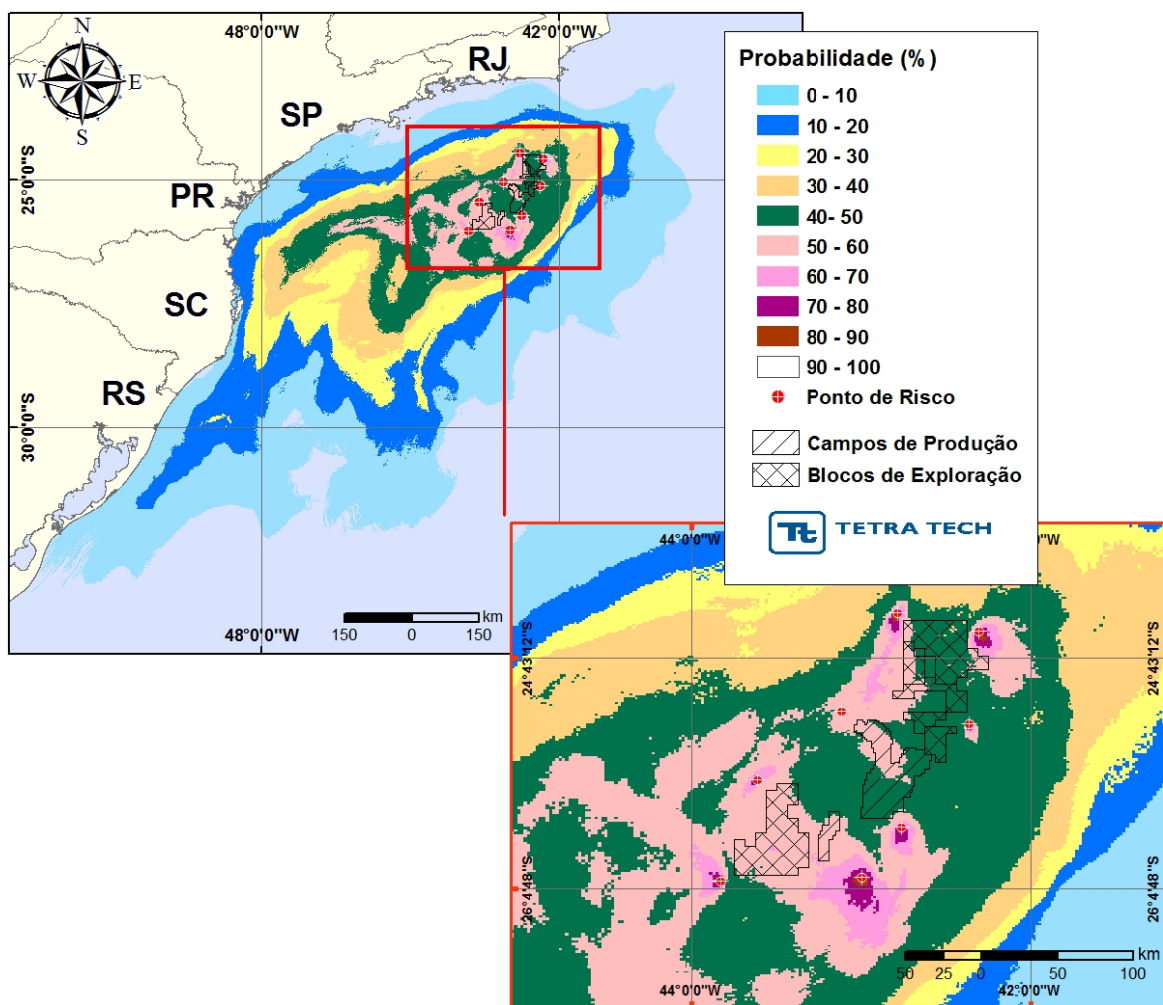 48°0'0"W
42°0'0"W
N
W
E
S
RJ
SP
PR
SC
RS
25°0'0"S
30°0'0"S
48°0'0"W
km
150
0
150
Probabilidade (%)
0 - 10
10 - 20
20 - 30
30 - 40
40- 50
50 - 60
60 - 70
70 - 80
80 - 90
90 - 100
Ponto de Risco
Campos de Produção
Blocos de Exploração
Tt TETRA TECH
44°0'0"W
0'0"W
24°43'12"S
24°43'12"S
26°4'48"S
26°4'48"S
km
50
25
0
50
100
44°0'0"W
42°0'0"W